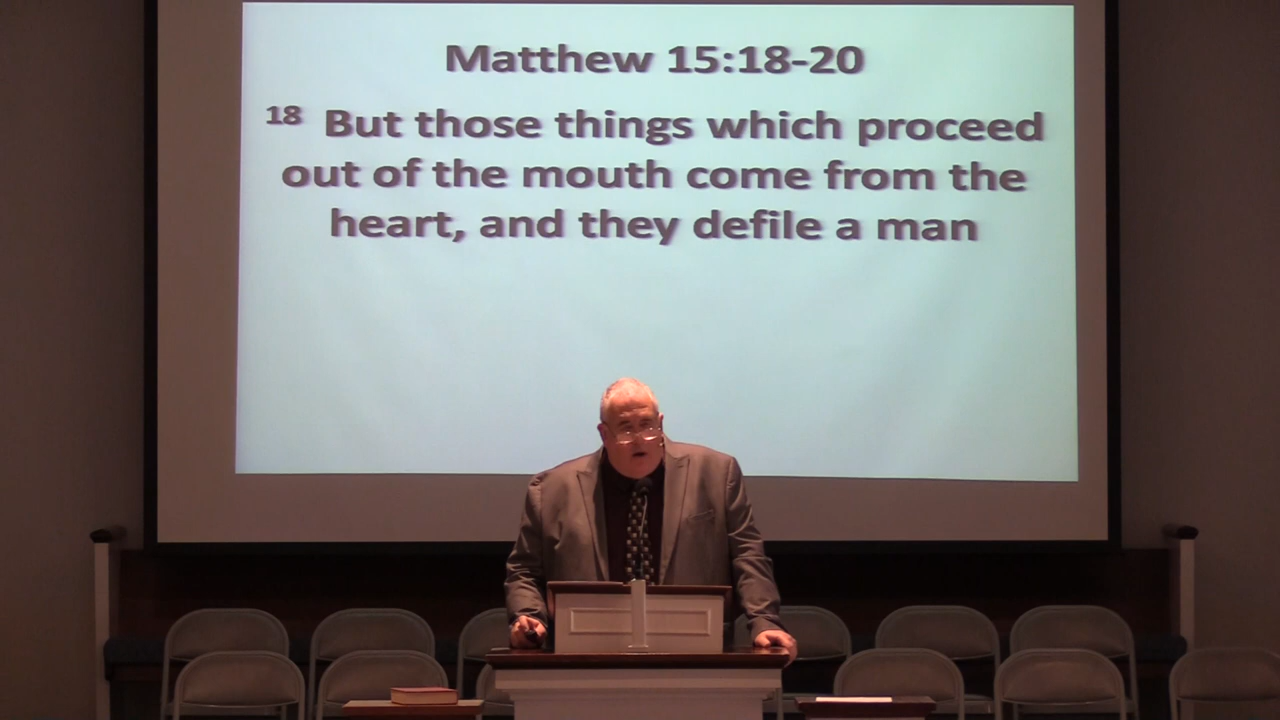 Matthew 15:18-20
18 But those things which proceed
out of the mouth come from the
heart, and they defile a man